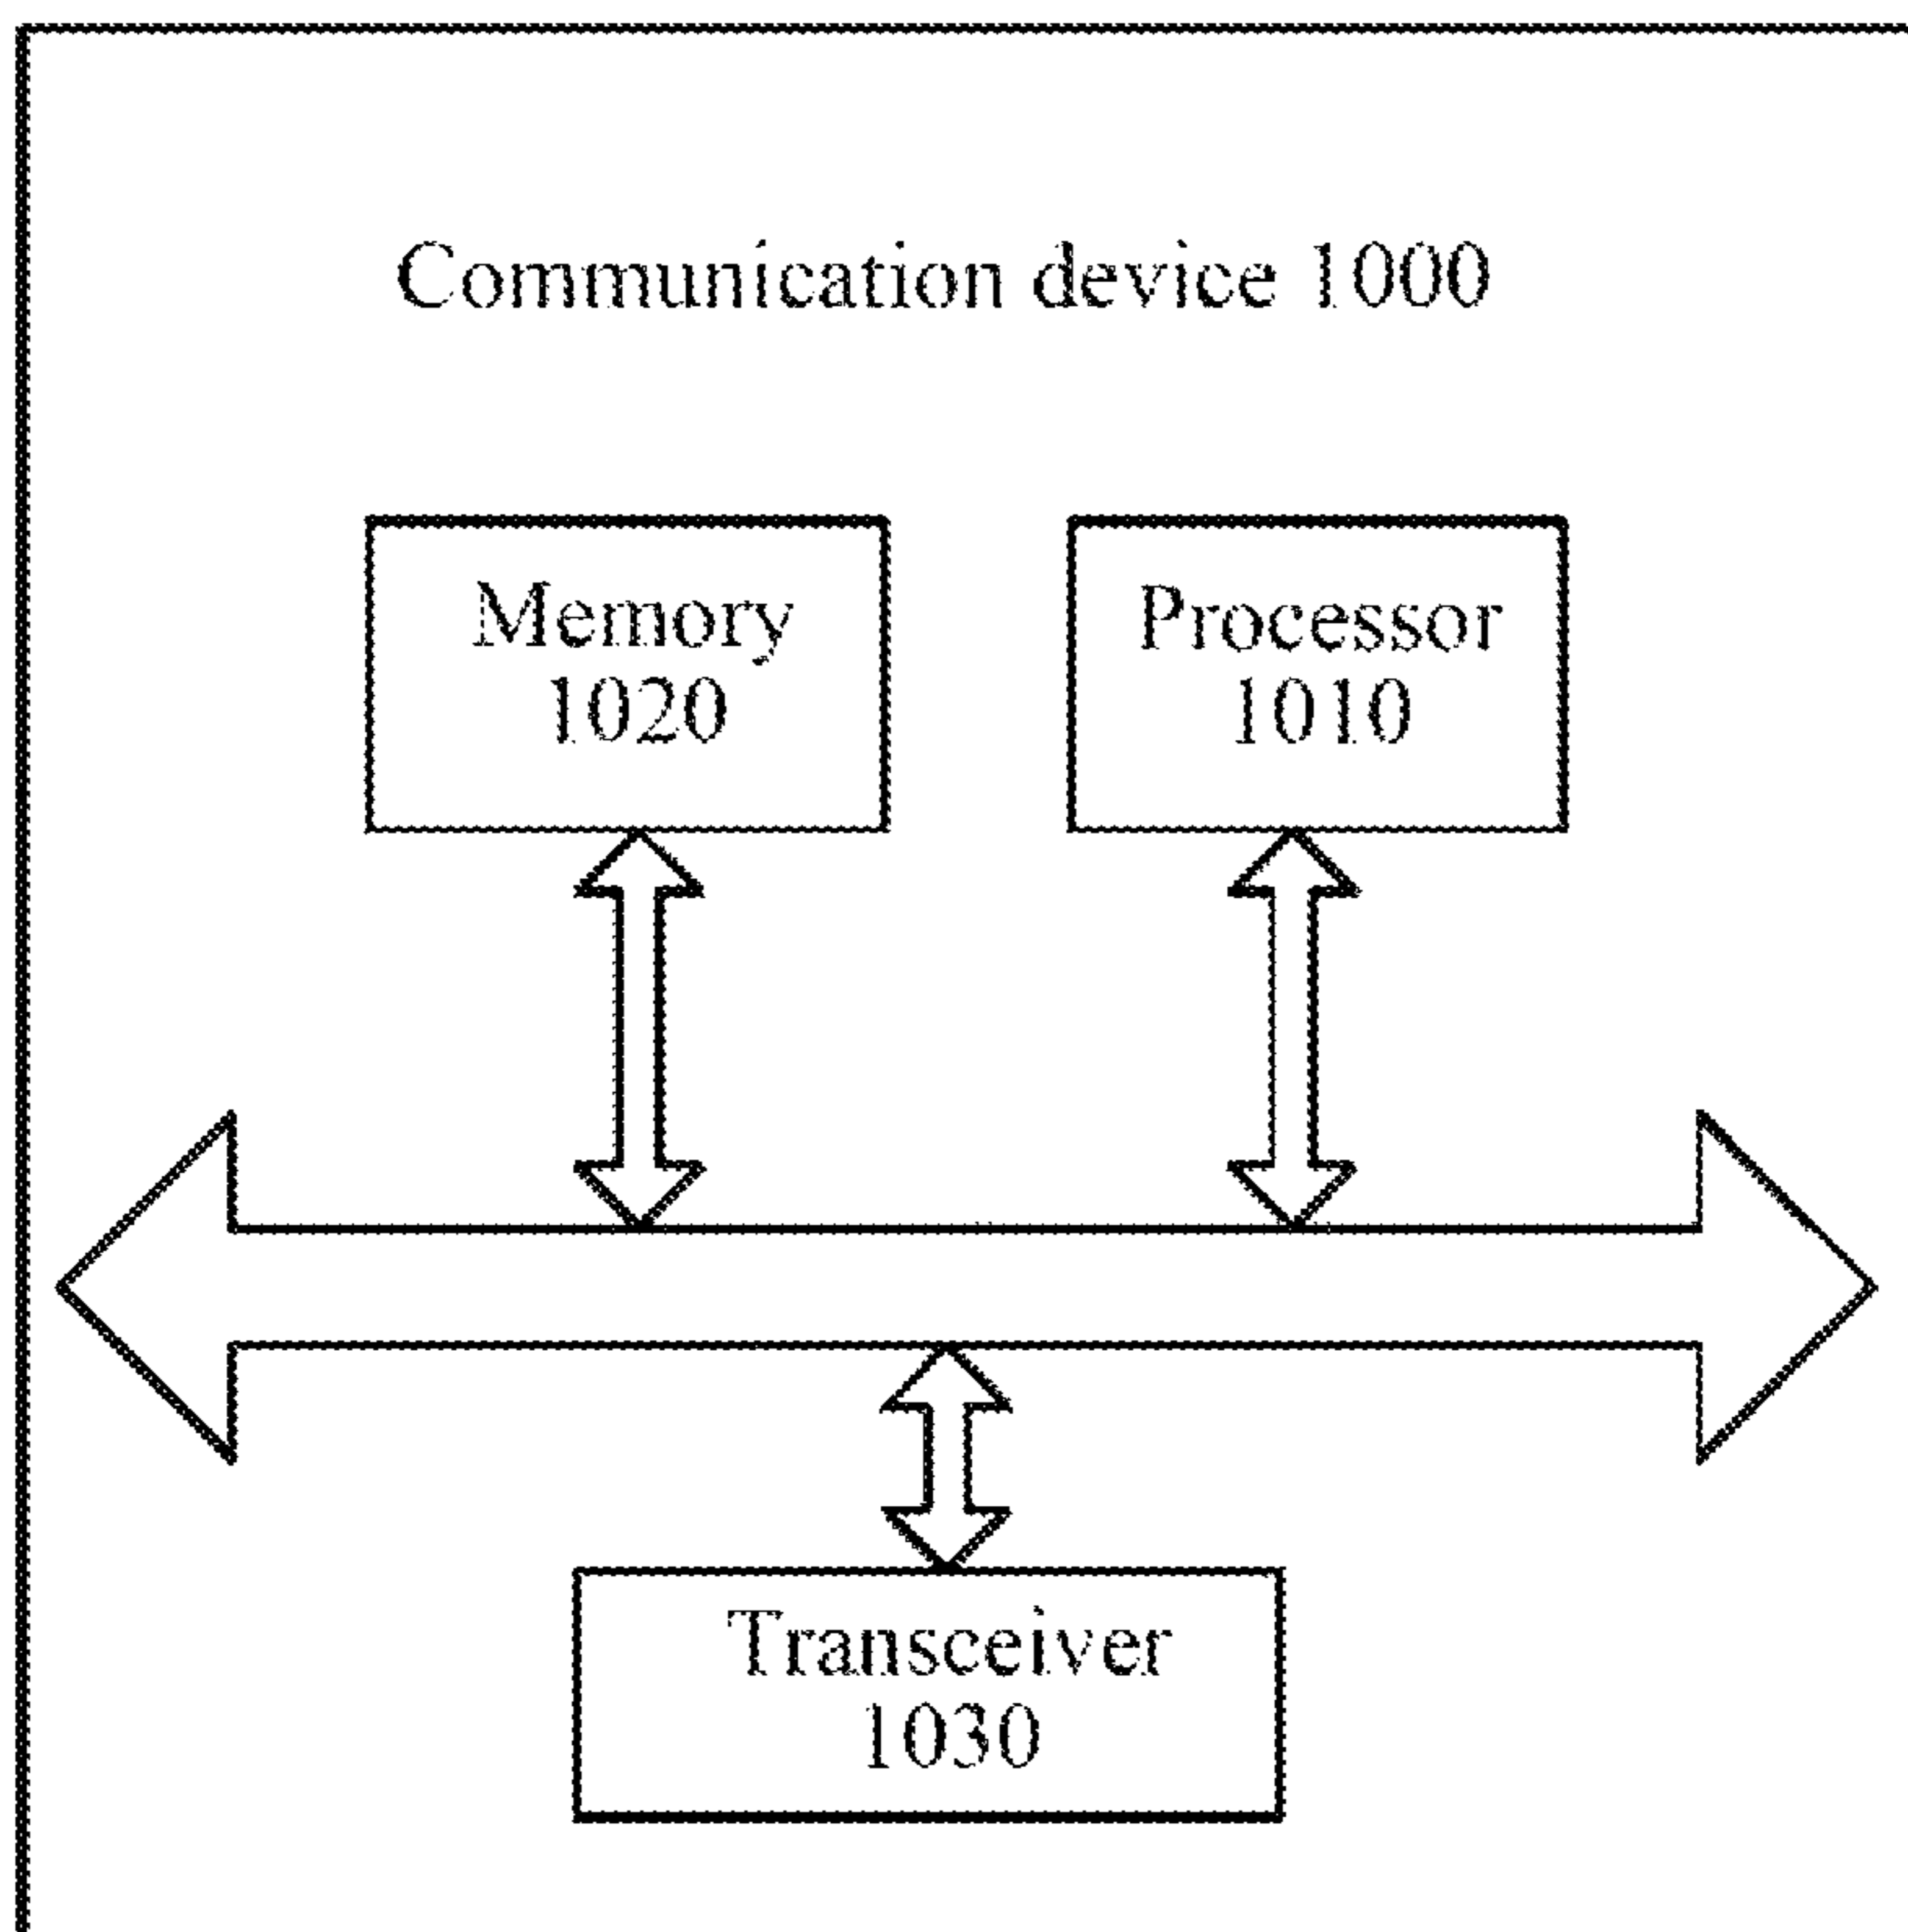 Communication device 1000
Memory
1020
Processor
1010
Transceiver
1030